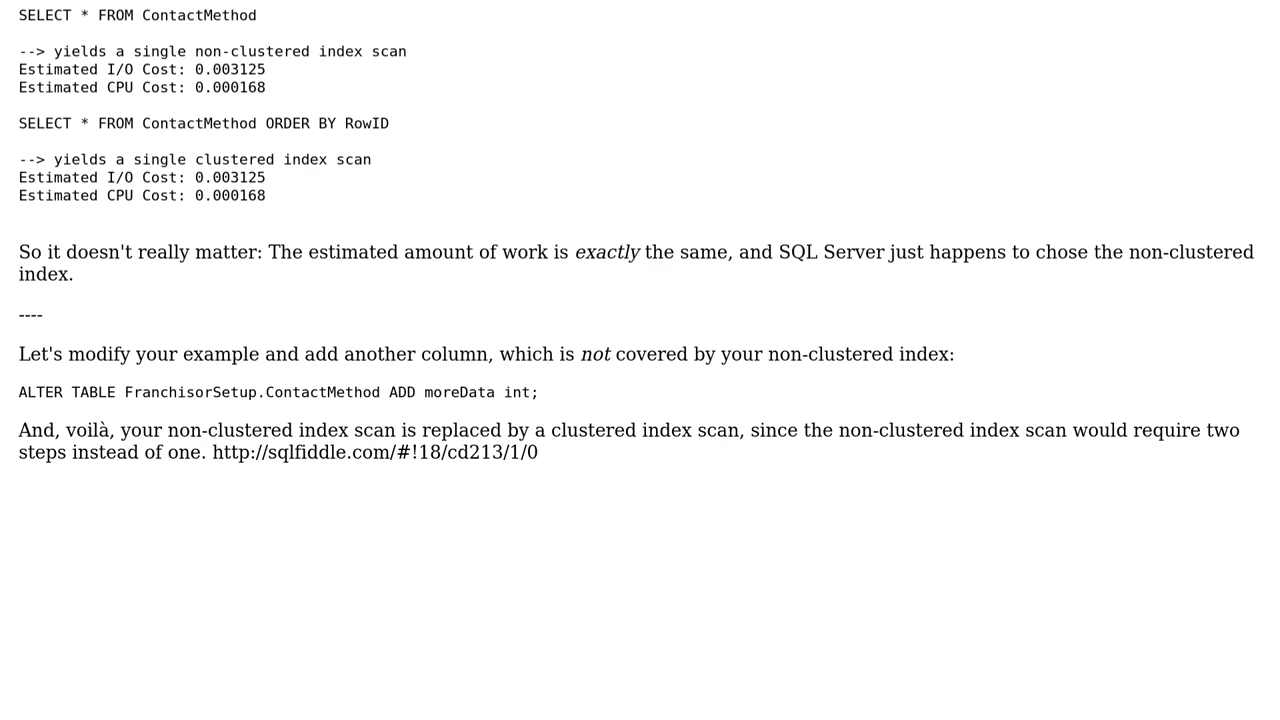 SELECT * FROM ContactMethod
--> yields a single non-clustered index scan
Estimated I/O Cost: 0.003125
Estimated CPU Cost: 0.000168
SELECT * FROM ContactMethod ORDER BY RowID
--> yields a single clustered index scan
Estimated I/O Cost: 0.003125
Estimated CPU Cost: 0.000168
So it doesn't really matter: The estimated amount of work is exactly the same, and SQL Server just happens to chose the non-clustered
index.
----
Let's modify your example and add another column, which is not covered by your non-clustered index:
ALTER TABLE FranchisorSetup.ContactMethod ADD moreData int;
And, voilà, your non-clustered index scan is replaced by a clustered index scan, since the non-clustered index scan would require two
steps instead of one. http://sqlfiddle.com/#!18/cd213/1/0